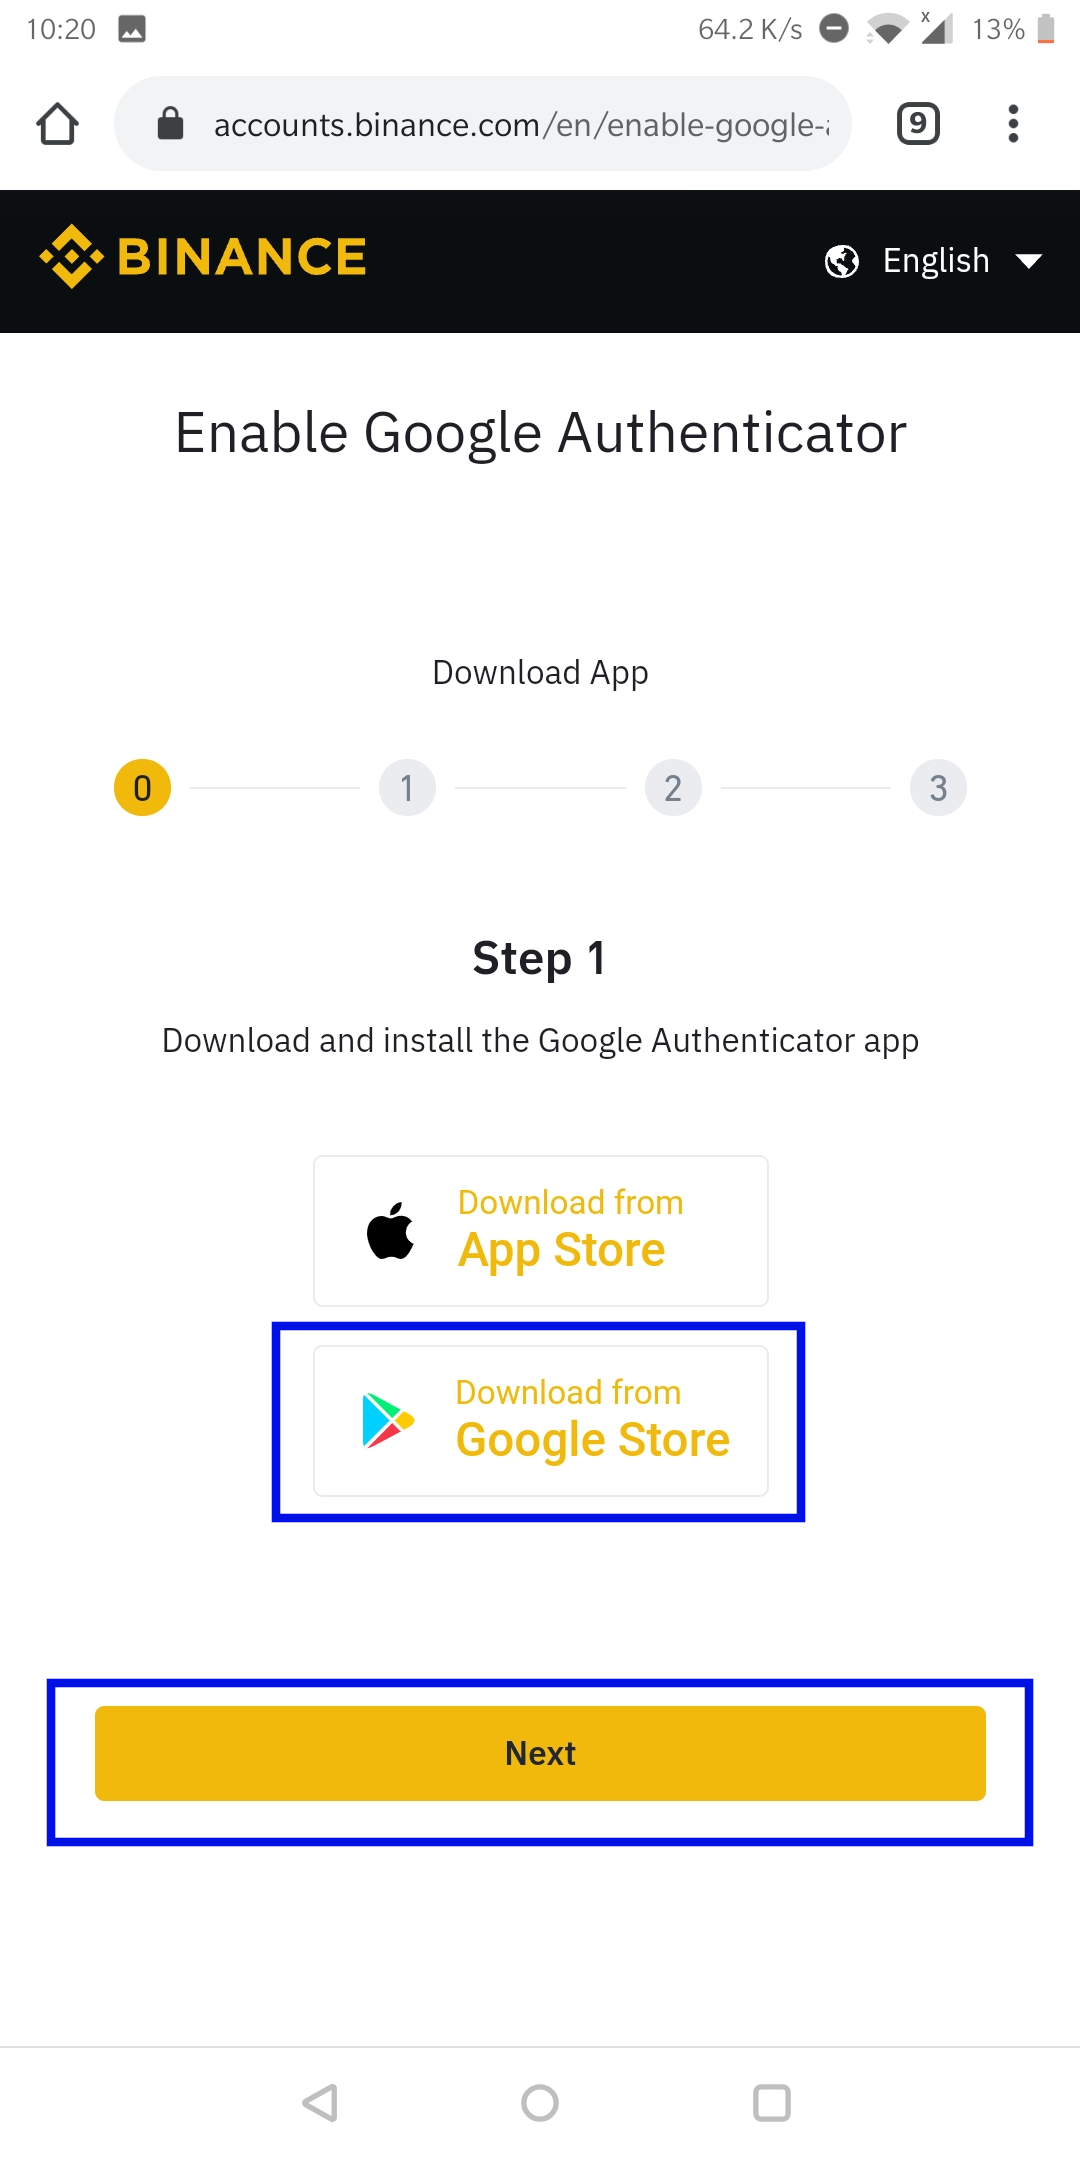 10:20
64.2 K/s
x
13%
accounts.binance.com/en/enable-google-
9
BINANCE
English
Enable Google Authenticator
Download App
0 1 2 3
Step 1
Download and install the Google Authenticator app
Download from
App Store
Download from
Google Store
Next